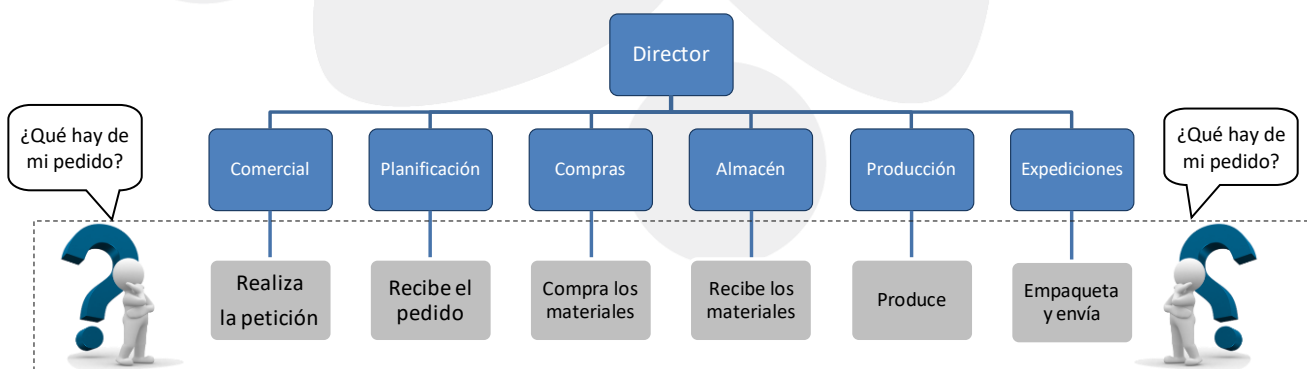 Director
¿Qué hay de
mi pedido?
Comercial
Planificación
Compras
Almacén
Producción
Expediciones
¿Qué hay de
mi pedido?
Realiza
la petición
Recibe el
pedido
Compra los
materiales
Recibe los
materiales
Produce
Empaqueta
y envía